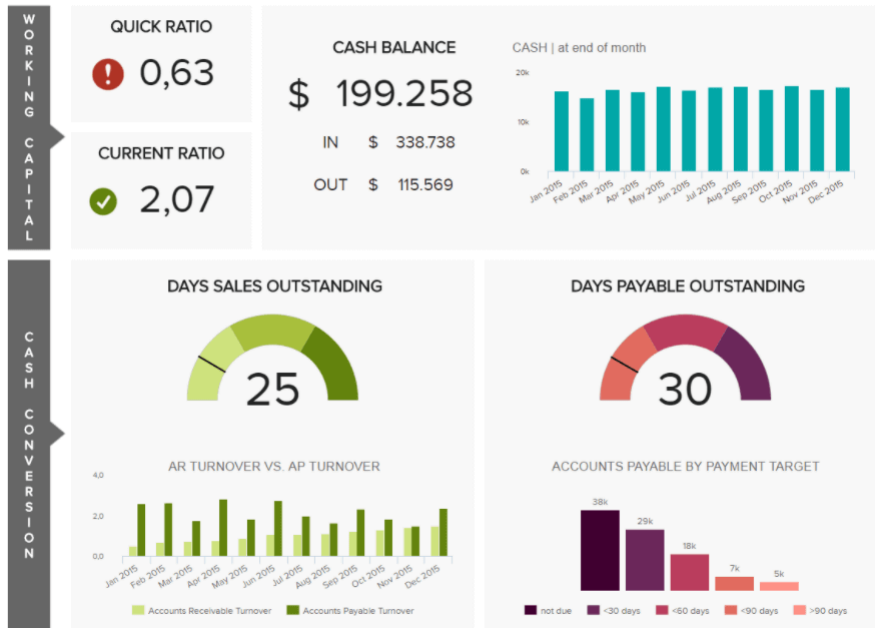 WORKING CAPITAL
QUICK RATIO
0,63
CURRENT RATIO
2,07
CASH BALANCE
$ 199.258
IN $ 338.738
OUT $ 115.569
CASH | at end of month
20k
10k
0k
Jan 2015 Feb 2015 Mar 2015 Apr 2015 May 2015 Jun 2015 Jul 2015 Aug 2015 Sep 2015 Oct 2015 Nov 2015 Dec 2015
CASH CONVERSION
DAYS SALES OUTSTANDING
25
AR TURNOVER VS. AP TURNOVER
4,0
2,0
0,0
Jan 2015 Feb 2015 Mar 2015 Apr 2015 May 2015 Jun 2015 Jul 2015 Aug 2015 Sep 2015 Oct 2015 Nov 2015 Dec 2015
Accounts Receivable Turnover Accounts Payable Turnover
DAYS PAYABLE OUTSTANDING
30
ACCOUNTS PAYABLE BY PAYMENT TARGET
38k
29k
18k
7k
5k
not due <30 days <60 days <90 days >90 days